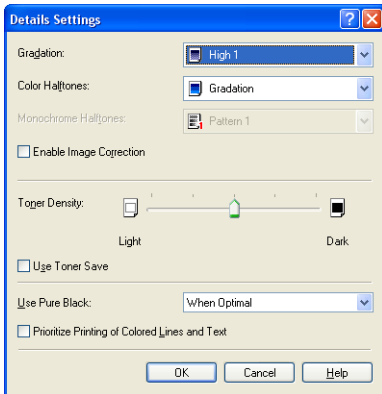 Details Settings
Gradation: High 1
Color Halftones: Gradation
Monochrome Halftones: Pattern 1
Enable Image Correction
Toner Density:
Light Dark
Use Toner Save
Use Pure Black: When Optimal
Prioritize Printing of Colored Lines and Text
OK Cancel Help